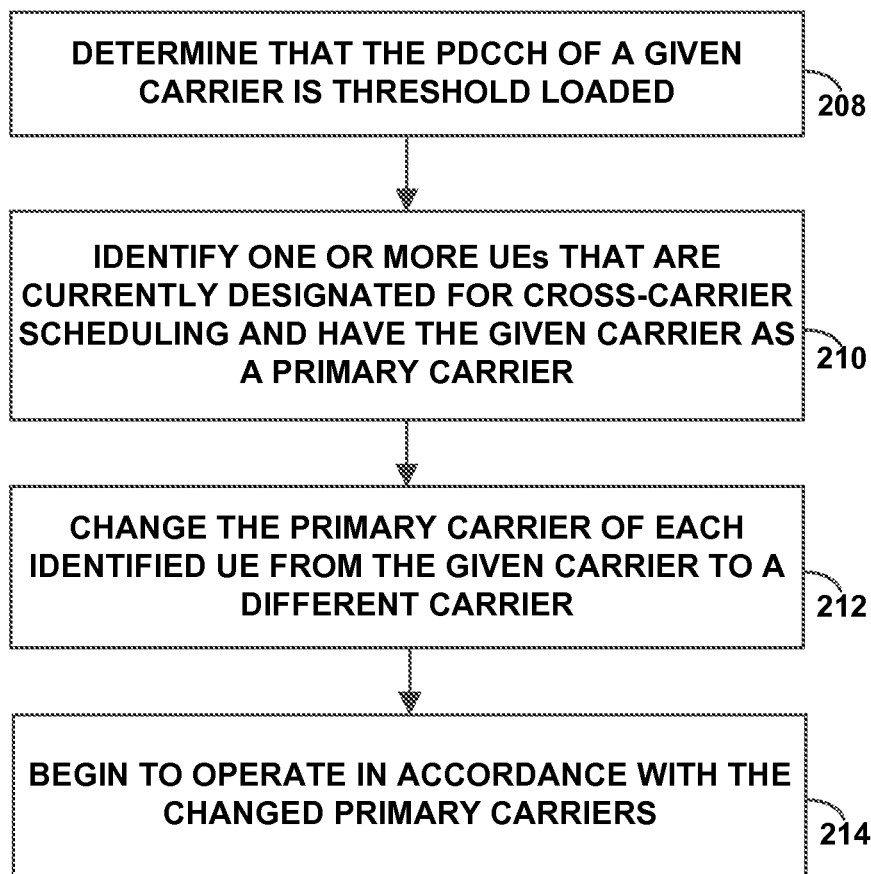 DETERMINE THAT THE PDCCH OF A GIVEN
CARRIER IS THRESHOLD LOADED
208
IDENTIFY ONE OR MORE UEs THAT ARE
CURRENTLY DESIGNATED FOR CROSS-CARRIER
SCHEDULING AND HAVE THE GIVEN CARRIER AS
A PRIMARY CARRIER
210
CHANGE THE PRIMARY CARRIER OF EACH
IDENTIFIED UE FROM THE GIVEN CARRIER TO A
DIFFERENT CARRIER
212
BEGIN TO OPERATE IN ACCORDANCE WITH THE
CHANGED PRIMARY CARRIERS
214